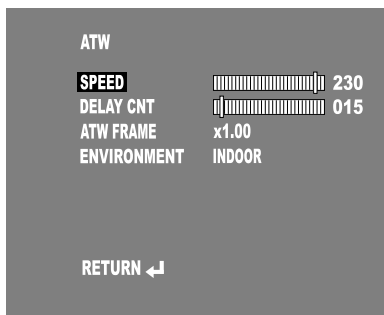 ATW
SPEED 230
DELAY CNT 015
ATW FRAME x1.00
ENVIRONMENT INDOOR
RETURN